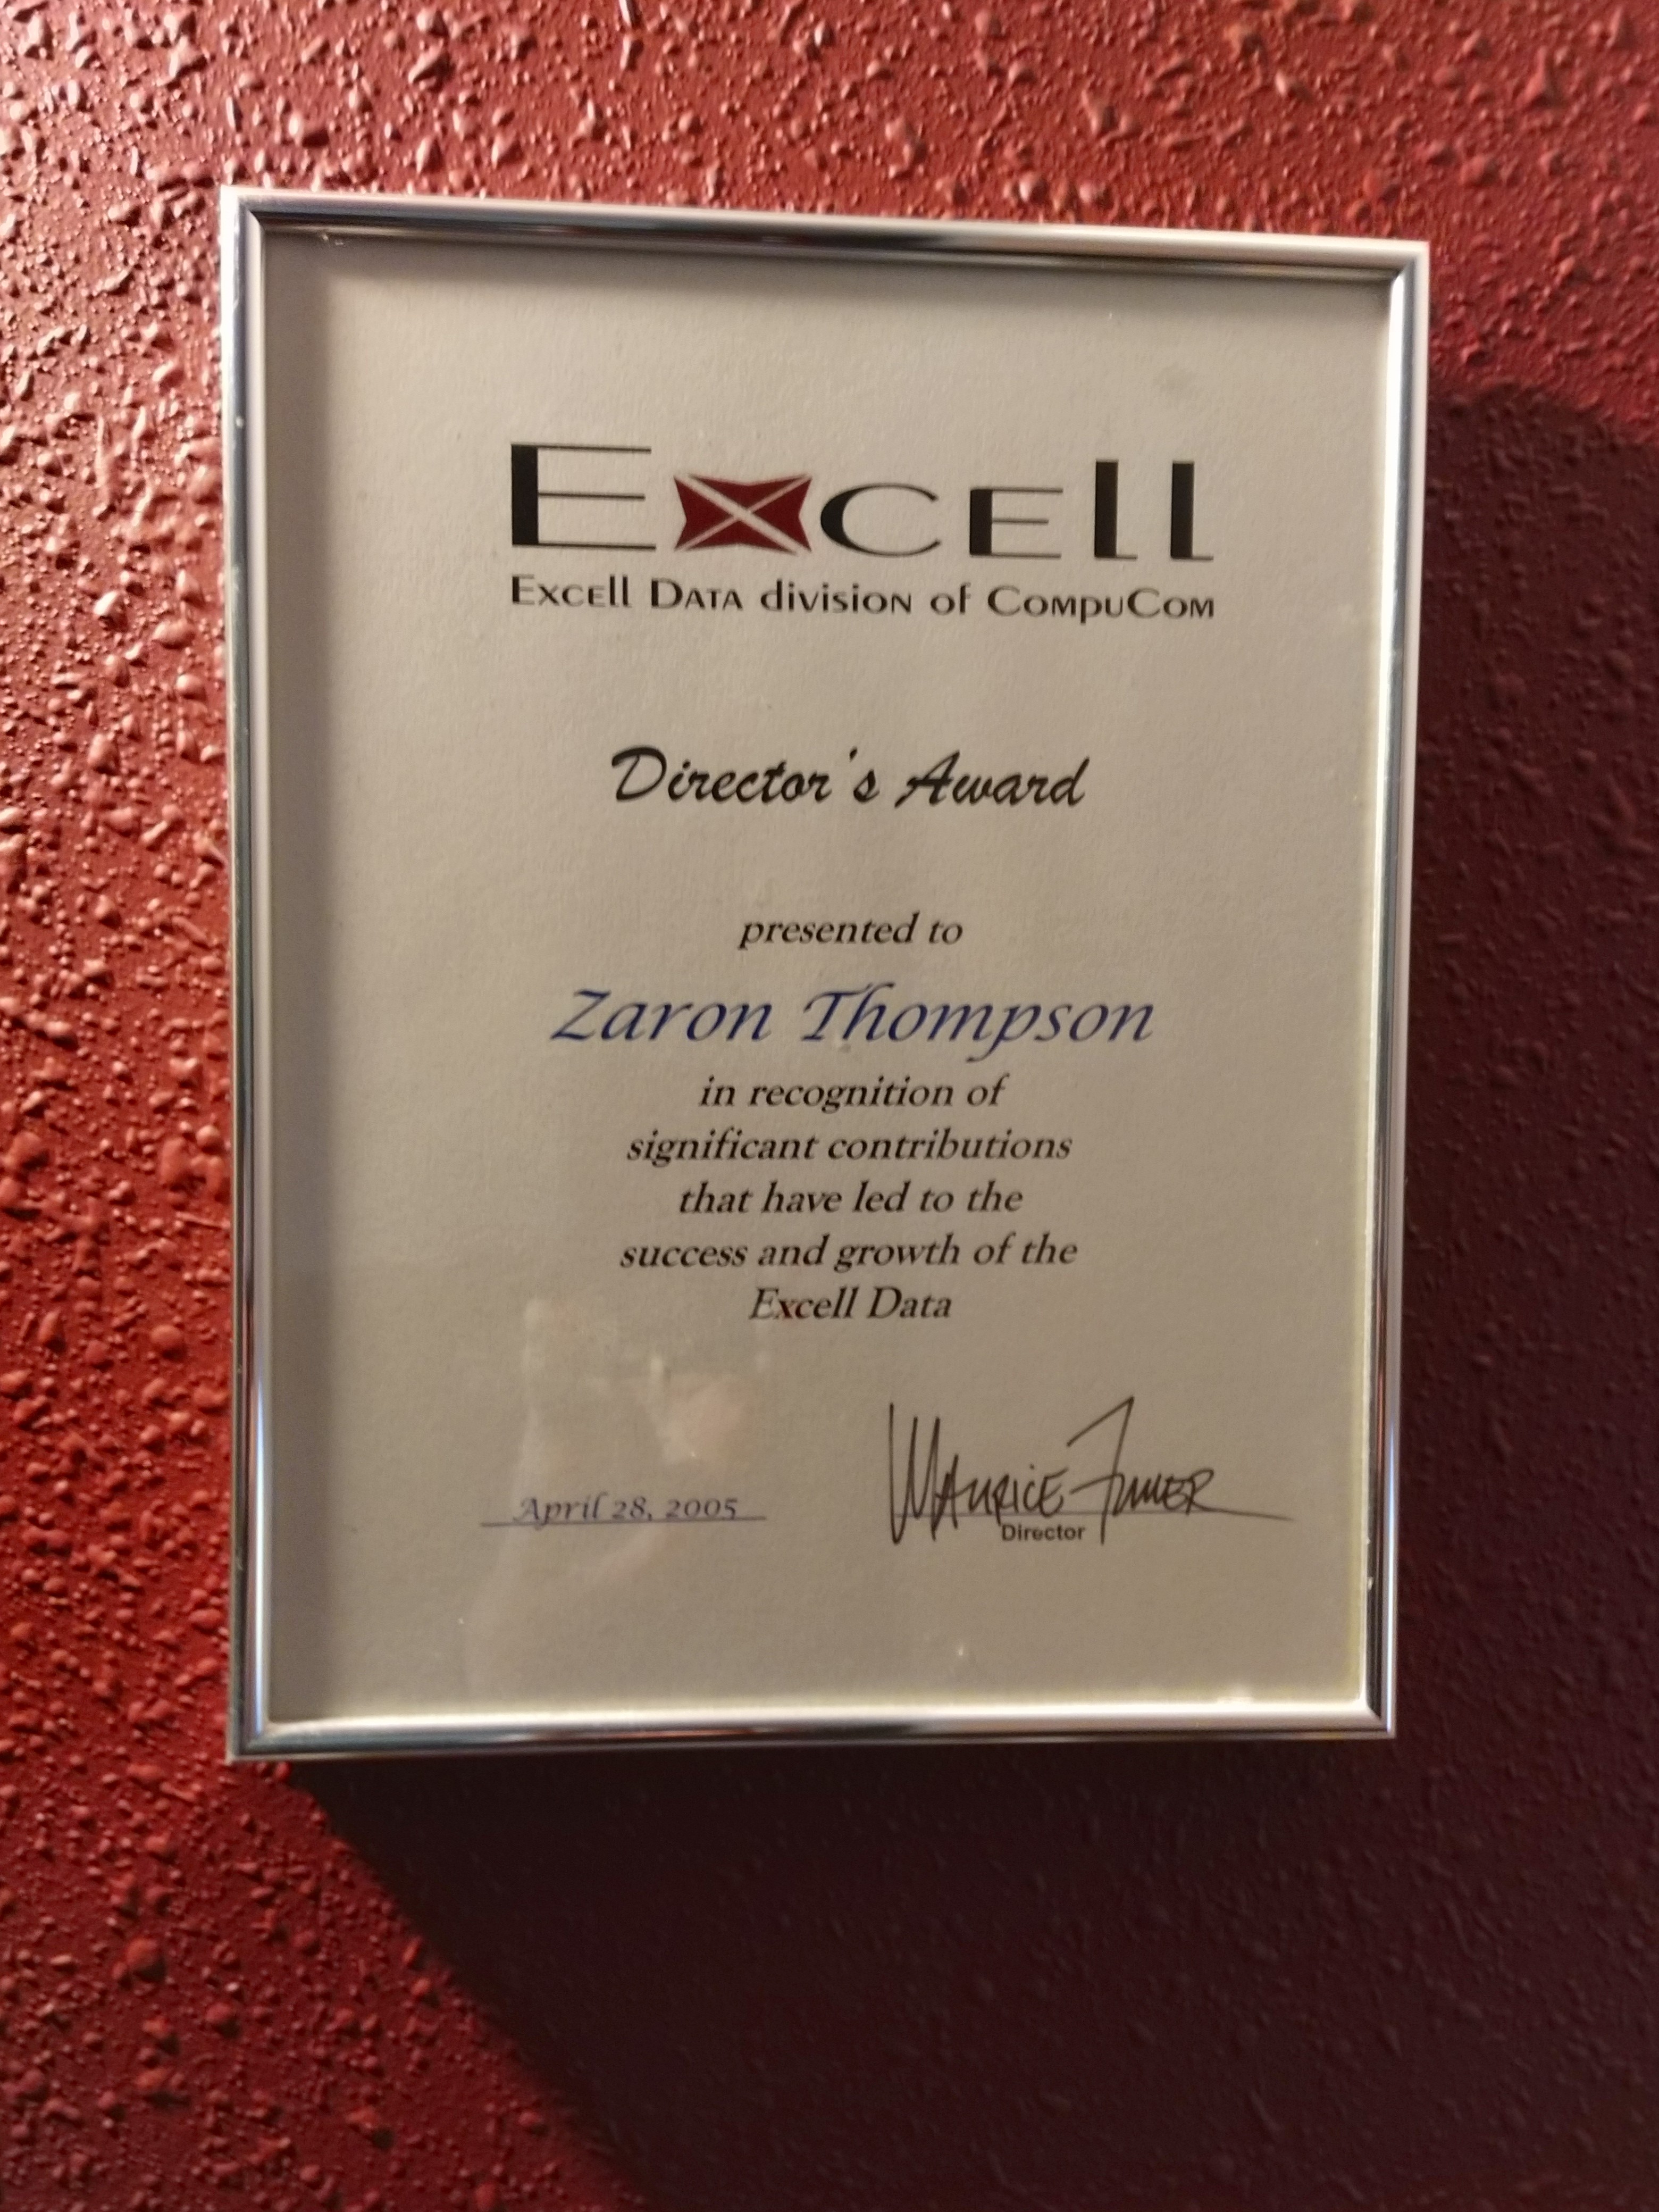 Excell
Excell Data division of CompuCom
Director's Award
presented to
Zaron Thompson
in recognition of
significant contributions
that have led to the
success and growth of the
Excell Data
April 28, 2005
Maurice
Director